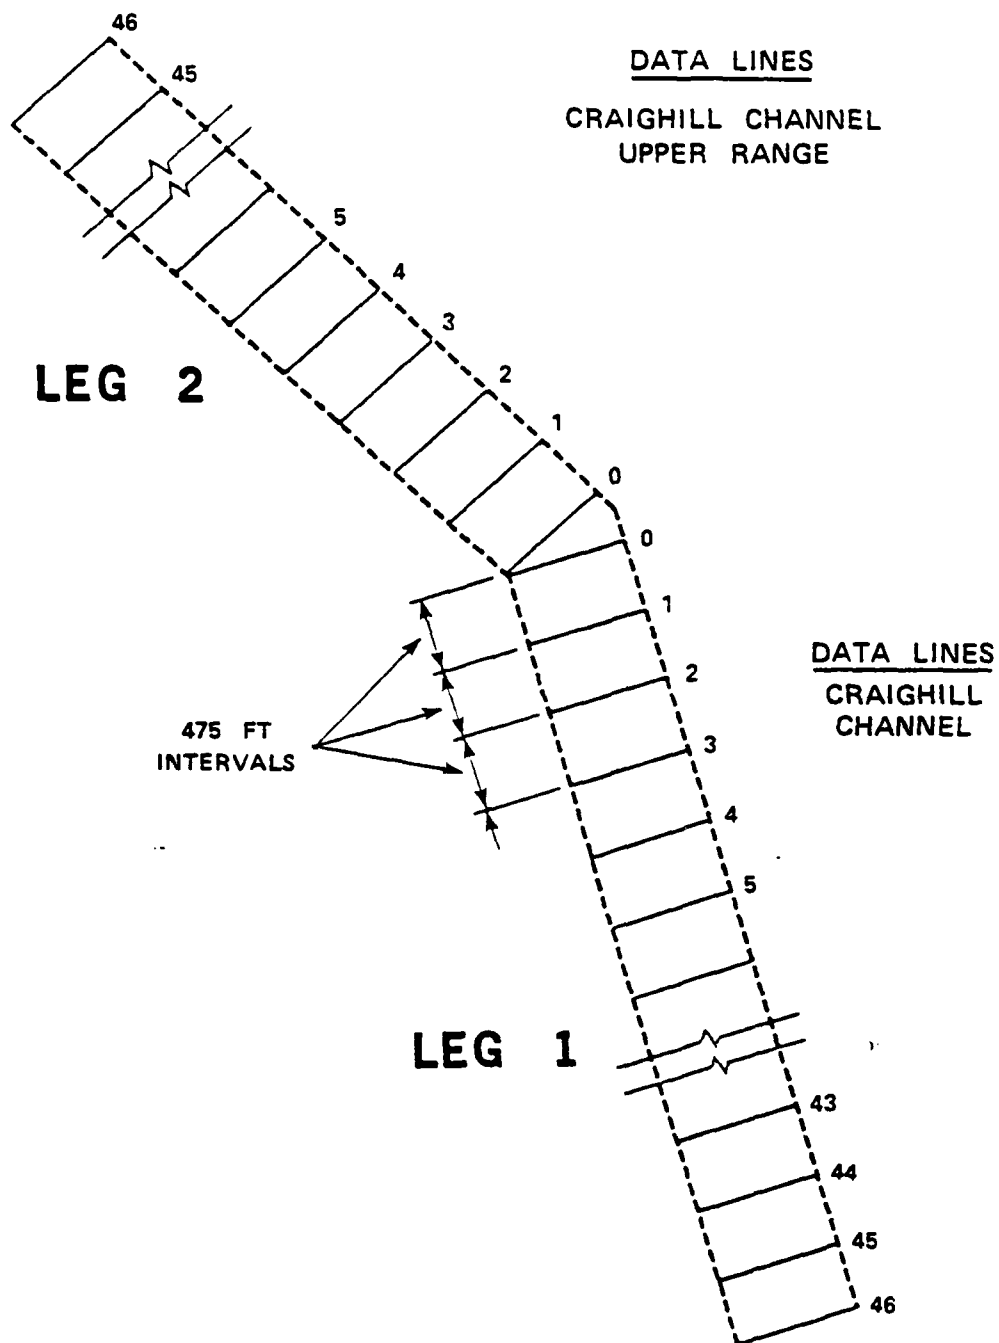 46
45
DATA LINES
CRAIGHILL CHANNEL
UPPER RANGE
5
4
3
LEG 2
2
1
0
0
1
DATA LINES
CRAIGHILL
CHANNEL
2
475 FT
INTERVALS
3
4
5
LEG 1
43
44
45
46